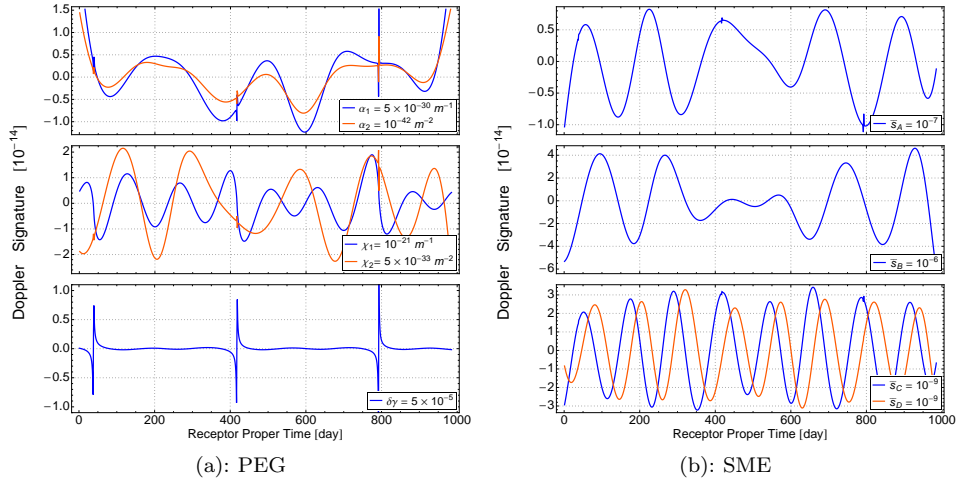 Doppler Signature [10⁻¹⁴]
1.5
1.0
0.5
0.0
−0.5
−1.0
α₁ = 5 × 10⁻³⁰ m⁻¹
α₂ = 10⁻⁴² m⁻²
2
1
0
−1
−2
χ₁ = 10⁻²¹ m⁻¹
χ₂ = 5 × 10⁻³³ m⁻²
1.0
0.5
0.0
0.5
1.0
δγ = 5 × 10⁻⁵
0 200 400 600 800 1000
Receptor Proper Time [day]
(a): PEG
Doppler Signature [10⁻¹⁴]
0.5
0.0
−0.5
−1.0
s̅_A = 10⁻⁷
4
2
0
−2
−4
−6
s̅_B = 10⁻⁶
3
2
1
0
−1
−2
−3
s̅_C = 10⁻⁹
s̅_D = 10⁻⁹
0 200 400 600 800 1000
Receptor Proper Time [day]
(b): SME